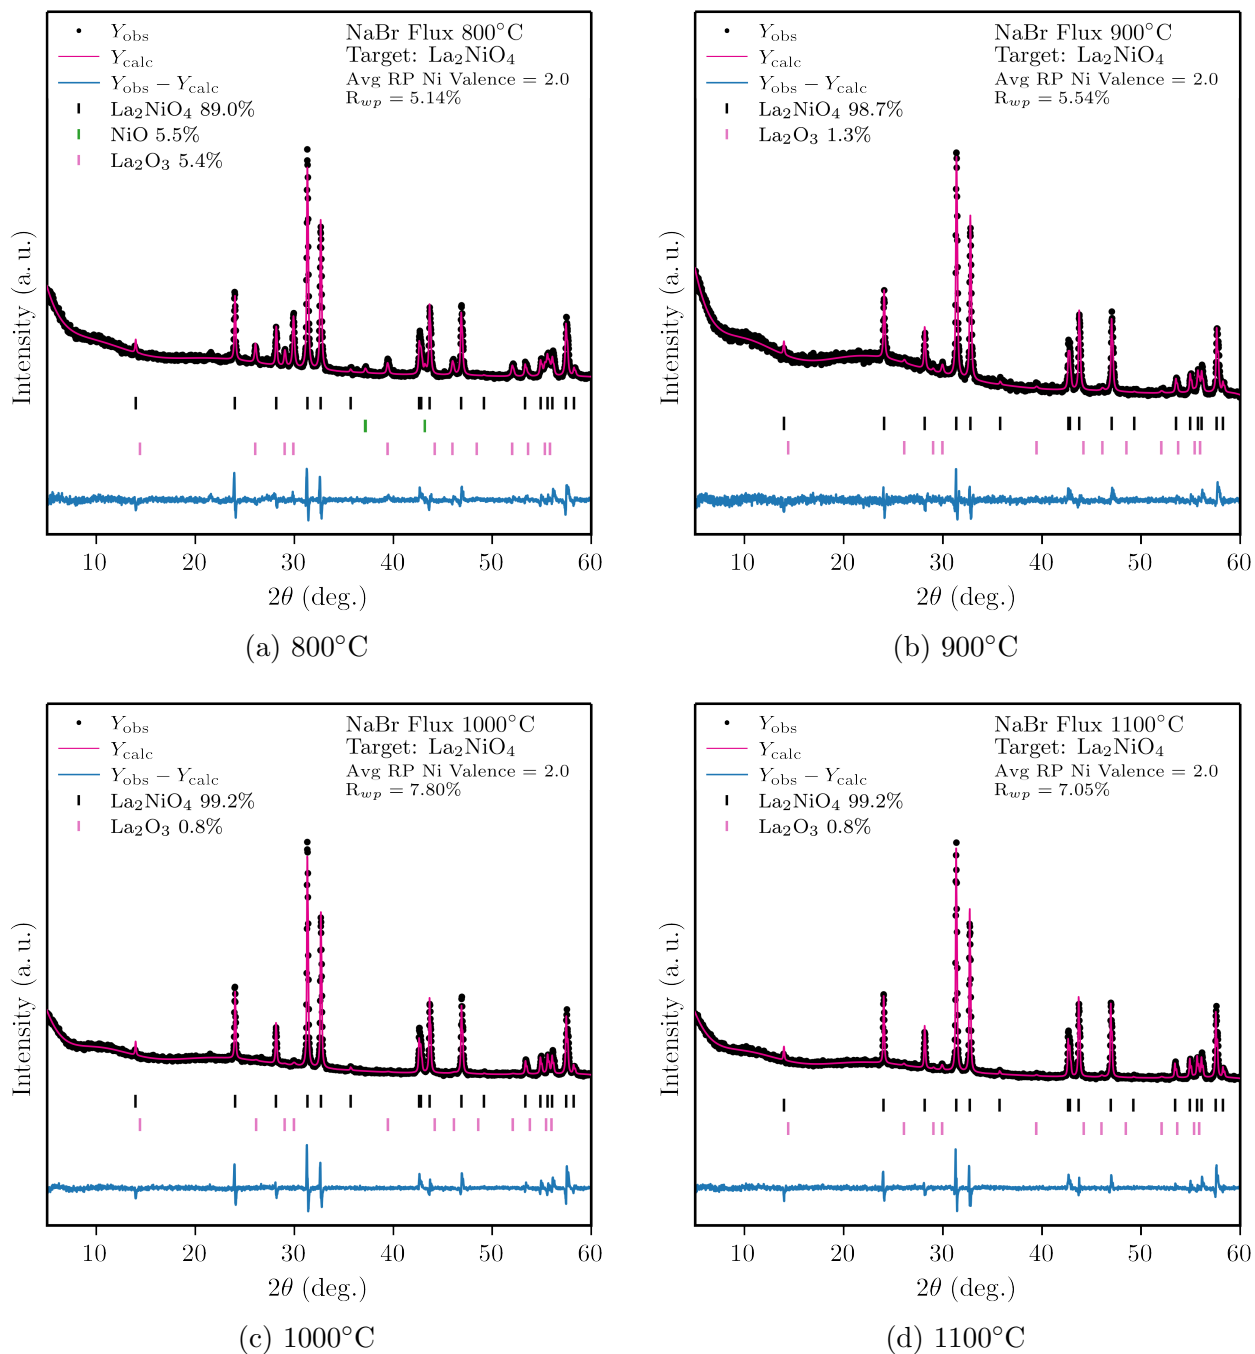 Y_obs
Y_calc
Y_obs − Y_calc
La₂NiO₄ 89.0%
NiO 5.5%
La₂O₃ 5.4%
NaBr Flux 800°C
Target: La₂NiO₄
Avg RP Ni Valence = 2.0
R_wp = 5.14%
Intensity (a. u.)
10 20 30 40 50 60
2θ (deg.)
(a) 800°C
Y_obs
Y_calc
Y_obs − Y_calc
La₂NiO₄ 98.7%
La₂O₃ 1.3%
NaBr Flux 900°C
Target: La₂NiO₄
Avg RP Ni Valence = 2.0
R_wp = 5.54%
Intensity (a. u.)
10 20 30 40 50 60
2θ (deg.)
(b) 900°C
Y_obs
Y_calc
Y_obs − Y_calc
La₂NiO₄ 99.2%
La₂O₃ 0.8%
NaBr Flux 1000°C
Target: La₂NiO₄
Avg RP Ni Valence = 2.0
R_wp = 7.80%
Intensity (a. u.)
10 20 30 40 50 60
2θ (deg.)
(c) 1000°C
Y_obs
Y_calc
Y_obs − Y_calc
La₂NiO₄ 99.2%
La₂O₃ 0.8%
NaBr Flux 1100°C
Target: La₂NiO₄
Avg RP Ni Valence = 2.0
R_wp = 7.05%
Intensity (a. u.)
10 20 30 40 50 60
2θ (deg.)
(d) 1100°C